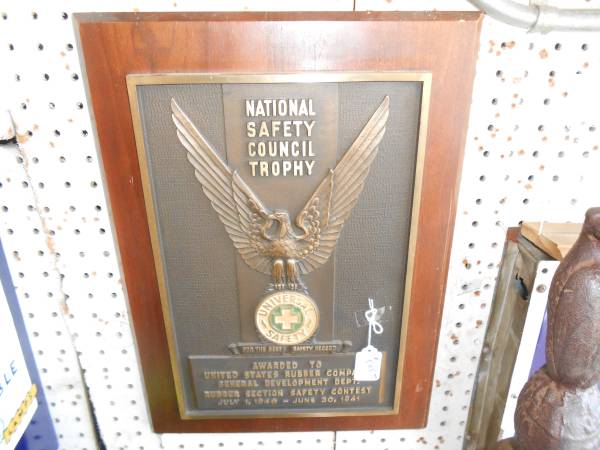 NATIONAL
SAFETY
COUNCIL
TROPHY
UNIVERSAL
SAFETY
FOR THE BEST SAFETY RECORD
AWARDED TO
UNITED STATES RUBBER COMPANY
GENERAL DEVELOPMENT DEPT.
RUBBER SECTION SAFETY CONTEST
JULY 1, 1940 – JUNE 30, 1941
BLE